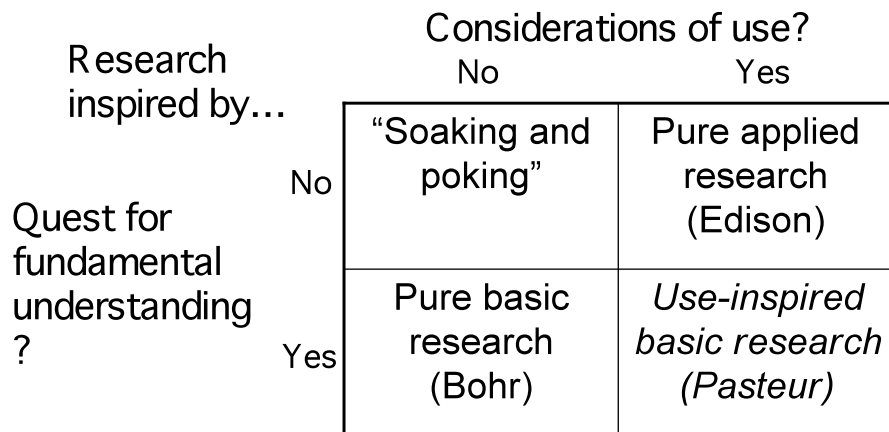 Considerations of use?
Research
inspired by...
No
Yes
No
“Soaking and
poking”
Pure applied
research
(Edison)
Quest for
fundamental
understanding
?
Yes
Pure basic
research
(Bohr)
Use-inspired
basic research
(Pasteur)